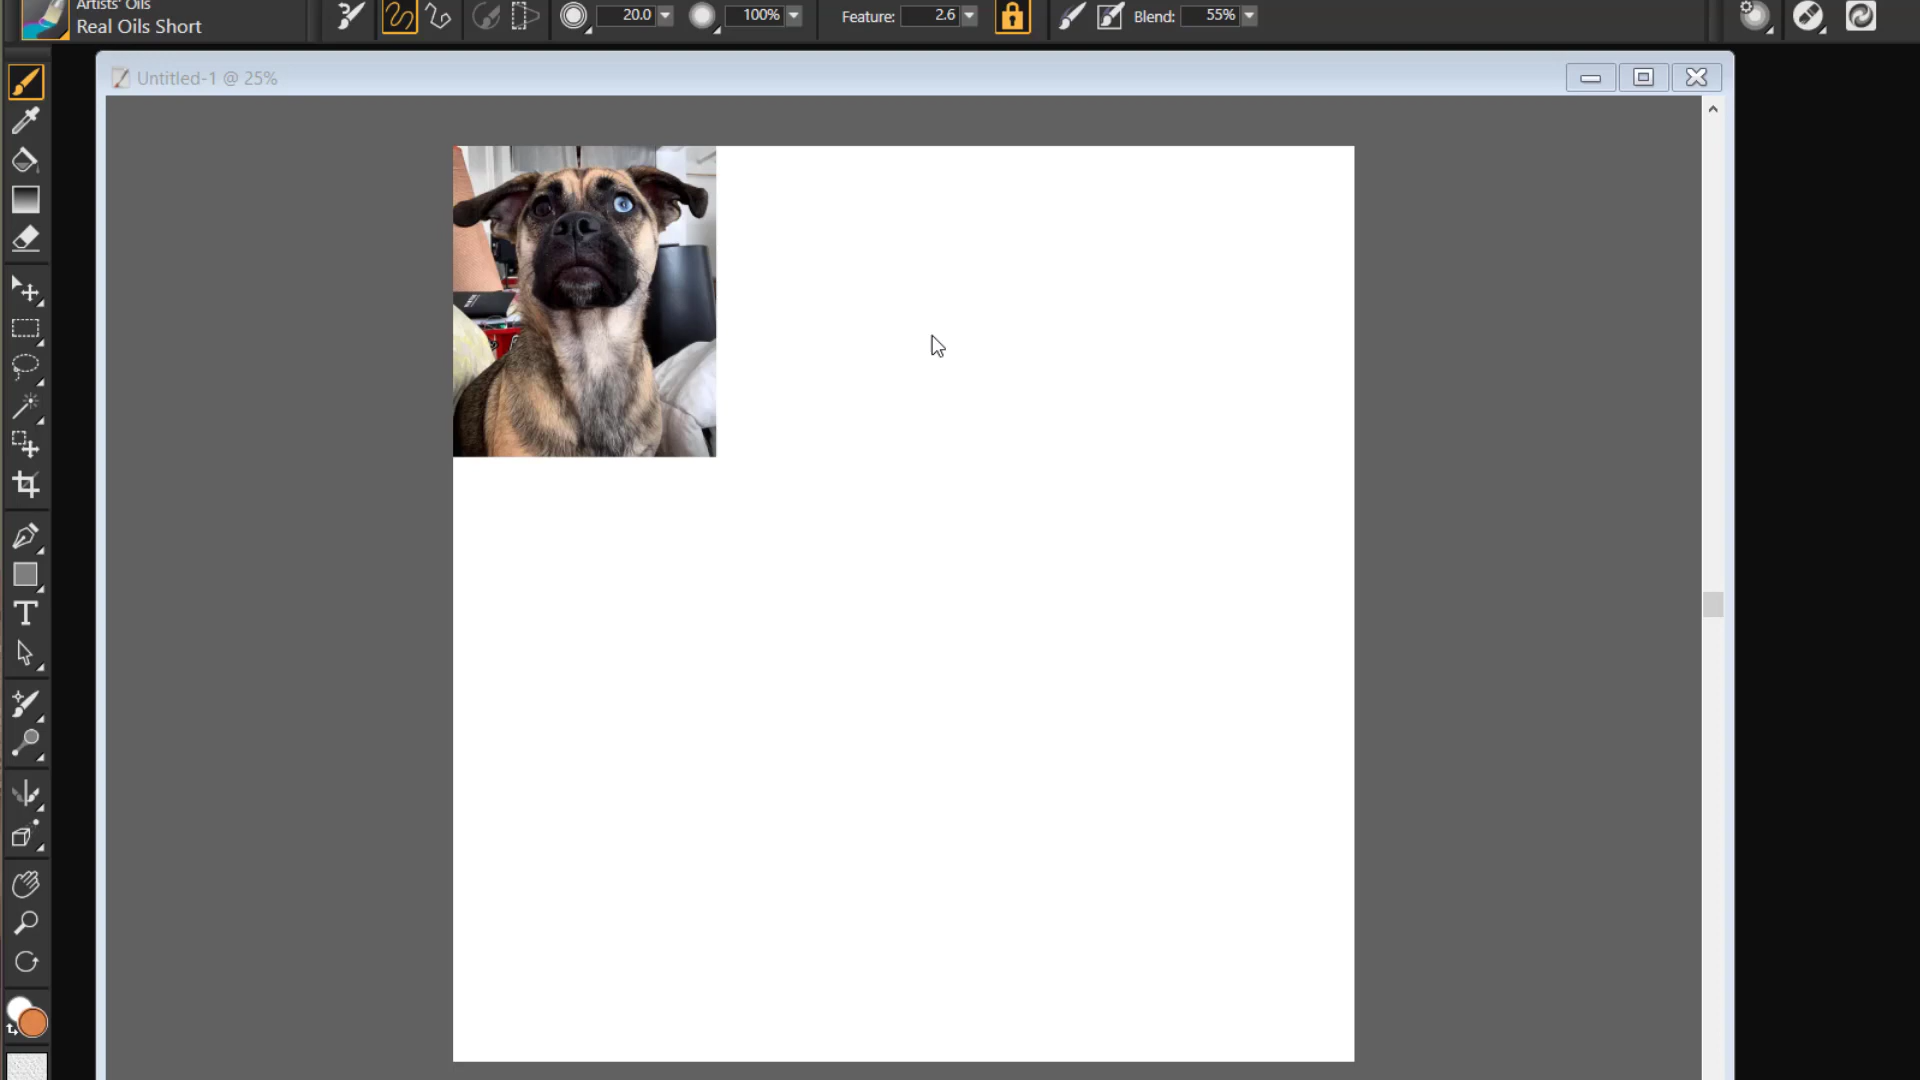 Artists' Oils
Real Oils Short
20.0
100%
Feature: 2.6
Blend: 55%
Untitled-1 @ 25%